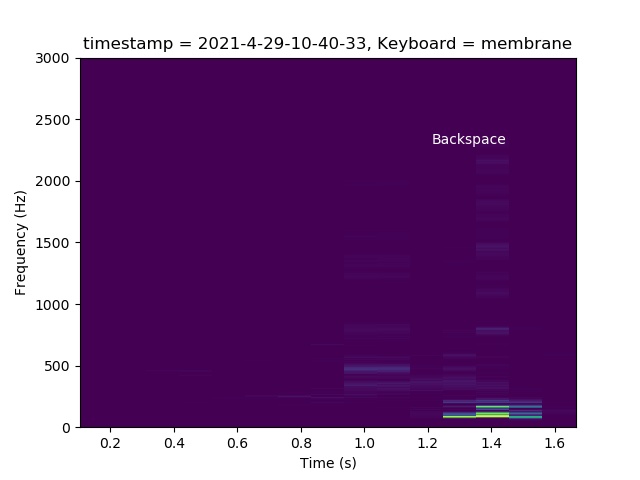 timestamp = 2021-4-29-10-40-33, Keyboard = membrane
3000
2500
2000
1500
1000
500
0
Frequency (Hz)
Backspace
0.2 0.4 0.6 0.8 1.0 1.2 1.4 1.6
Time (s)